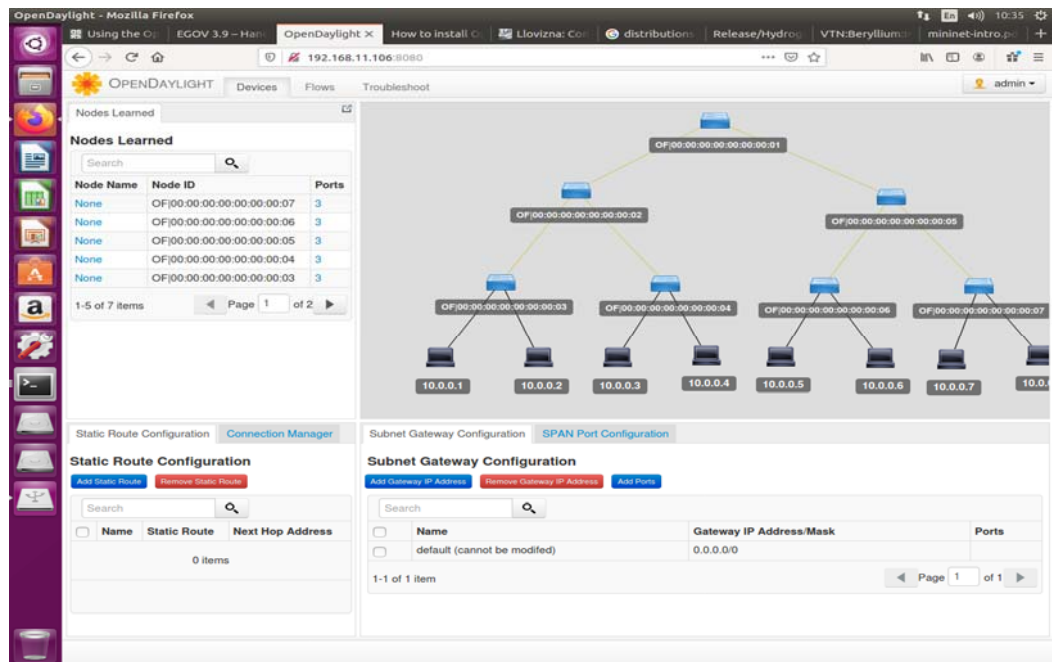 OpenDaylight - Mozilla Firefox
En
10:35
Using the Op
EGOV 3.9 – Han
OpenDaylight
How to install O
Llovizna: Con
distributions
Release/Hydrog
VTN:Beryllium:
mininet-intro.pd
192.168.11.106:8080
OPENDAYLIGHT
Devices
Flows
Troubleshoot
admin
Nodes Learned
Nodes Learned
Search
Node Name Node ID Ports
None OF|00:00:00:00:00:00:00:07 3
None OF|00:00:00:00:00:00:00:06 3
None OF|00:00:00:00:00:00:00:05 3
None OF|00:00:00:00:00:00:00:04 3
None OF|00:00:00:00:00:00:00:03 3
1-5 of 7 items
Page 1 of 2
OF|00:00:00:00:00:00:00:01
OF|00:00:00:00:00:00:00:02
OF|00:00:00:00:00:00:00:05
OF|00:00:00:00:00:00:00:03
OF|00:00:00:00:00:00:00:04
OF|00:00:00:00:00:00:00:06
OF|00:00:00:00:00:00:00:07
10.0.0.1
10.0.0.2
10.0.0.3
10.0.0.4
10.0.0.5
10.0.0.6
10.0.0.7
10.0.
Static Route Configuration
Connection Manager
Static Route Configuration
Add Static Route
Remove Static Route
Search
Name Static Route Next Hop Address
0 items
Subnet Gateway Configuration
SPAN Port Configuration
Subnet Gateway Configuration
Add Gateway IP Address
Remove Gateway IP Address
Add Ports
Search
Name Gateway IP Address/Mask Ports
default (cannot be modifed) 0.0.0.0/0
1-1 of 1 item
Page 1 of 1